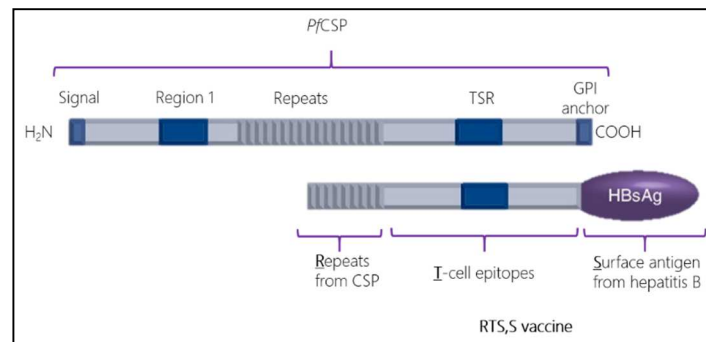 PfCSP
Signal Region 1 Repeats TSR GPI
anchor
H₂N COOH
HBsAg
Repeats
from CSP
T-cell epitopes
Surface antigen
from hepatitis B
RTS,S vaccine